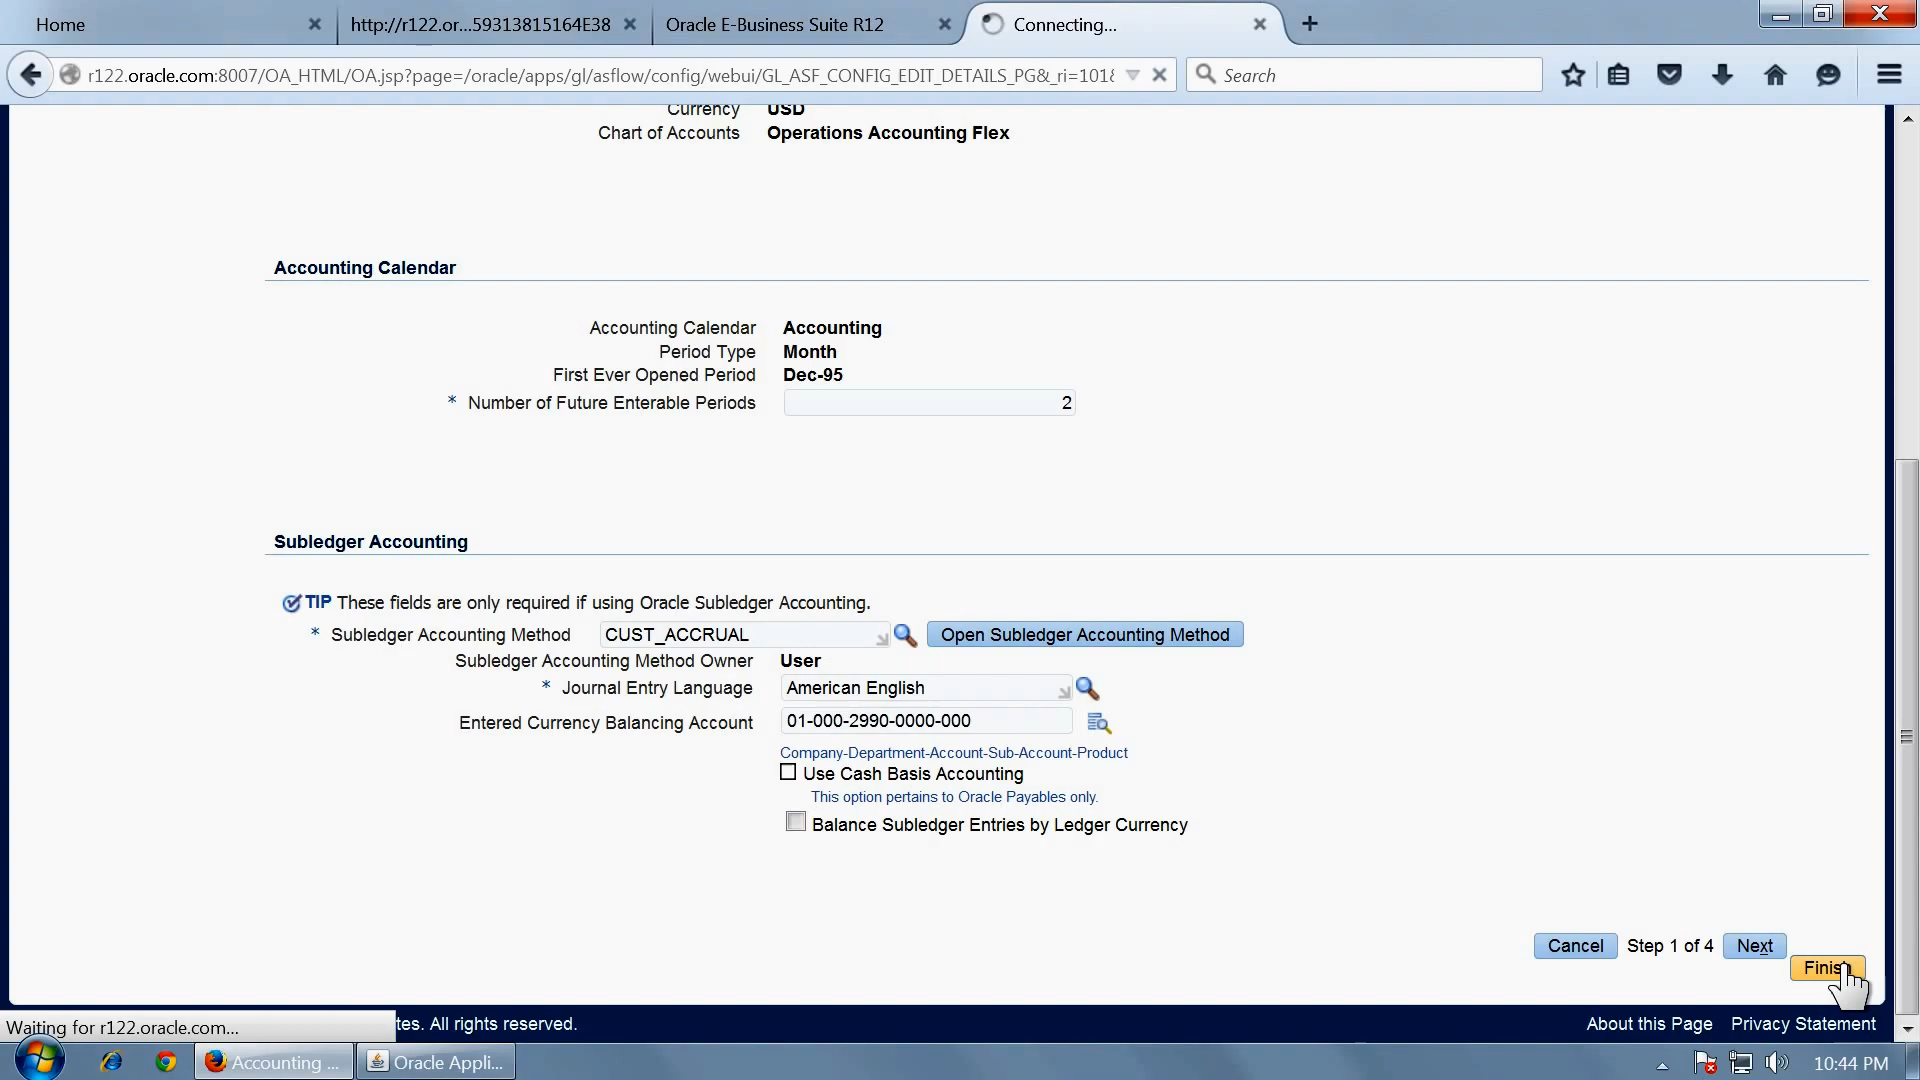 Home
http://r122.or...59313815164E38
Oracle E-Business Suite R12
Connecting...
r122.oracle.com:8007/OA_HTML/OA.jsp?page=/oracle/apps/gl/asflow/config/webui/GL_ASF_CONFIG_EDIT_DETAILS_PG&_ri=101&
Search
Currency USD
Chart of Accounts Operations Accounting Flex
Accounting Calendar
Accounting Calendar Accounting
Period Type Month
First Ever Opened Period Dec-95
* Number of Future Enterable Periods 2
Subledger Accounting
TIP These fields are only required if using Oracle Subledger Accounting.
* Subledger Accounting Method CUST_ACCRUAL Open Subledger Accounting Method
Subledger Accounting Method Owner User
* Journal Entry Language American English
Entered Currency Balancing Account 01-000-2990-0000-000
Company-Department-Account-Sub-Account-Product
Use Cash Basis Accounting
This option pertains to Oracle Payables only.
Balance Subledger Entries by Ledger Currency
Cancel Step 1 of 4 Next
Finish
Waiting for r122.oracle.com...
tes. All rights reserved.
About this Page Privacy Statement
Accounting ...
Oracle Appli...
10:44 PM